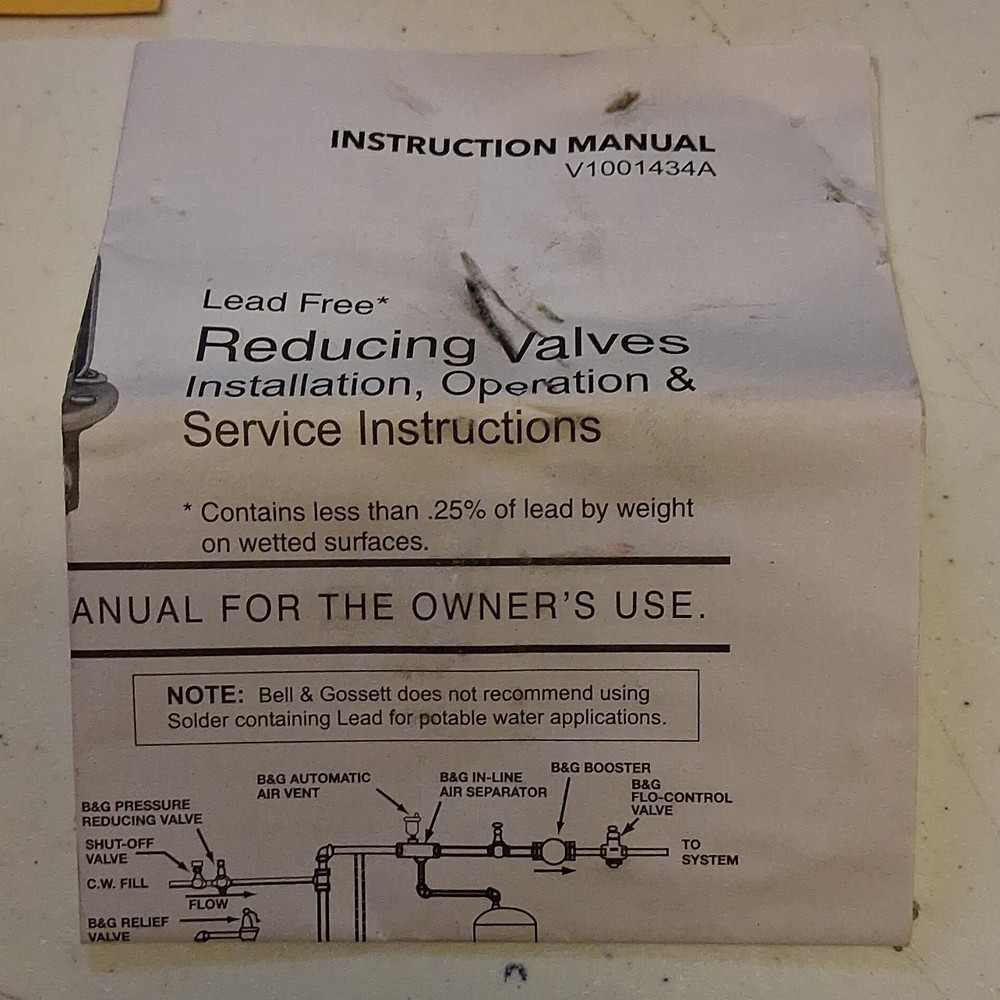 INSTRUCTION MANUAL
V1001434A
Lead Free*
Reducing Valves
Installation, Operation &
Service Instructions
* Contains less than .25% of lead by weight
on wetted surfaces.
ANUAL FOR THE OWNER'S USE.
NOTE: Bell & Gossett does not recommend using
Solder containing Lead for potable water applications.
B&G AUTOMATIC
AIR VENT
B&G IN-LINE
AIR SEPARATOR
B&G BOOSTER
B&G
FLO-CONTROL
VALVE
B&G PRESSURE
REDUCING VALVE
SHUT-OFF
VALVE
TO
SYSTEM
C.W. FILL
FLOW
B&G RELIEF
VALVE